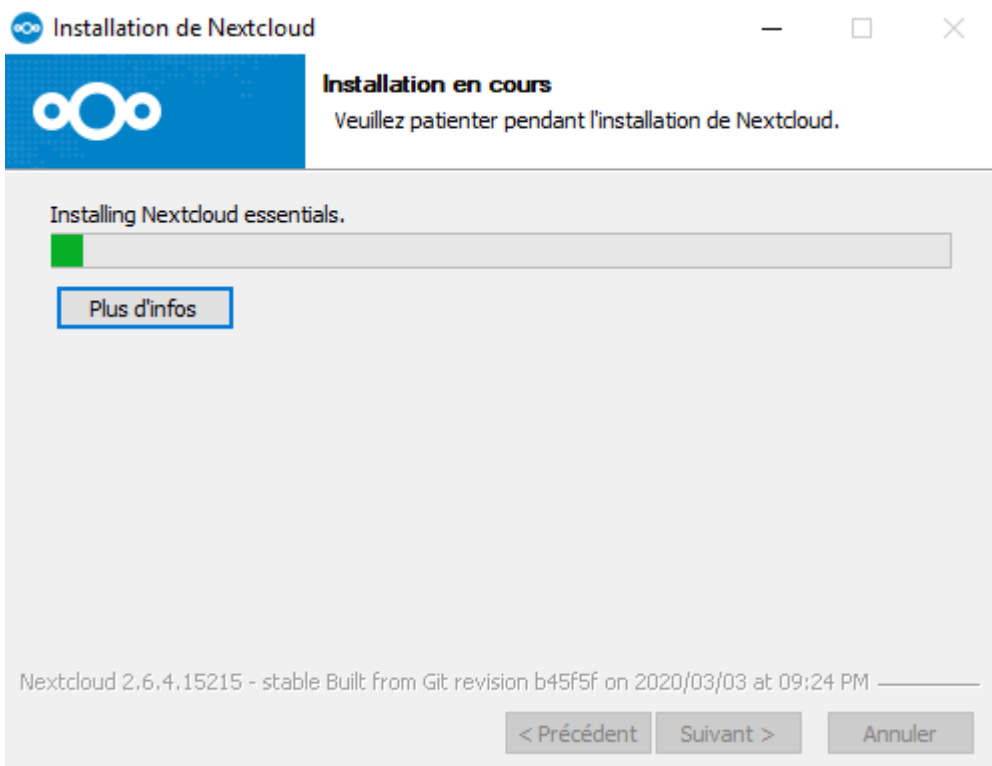 Installation de Nextcloud
Installation en cours
Veuillez patienter pendant l'installation de Nextcloud.
Installing Nextcloud essentials.
Plus d'infos
Nextcloud 2.6.4.15215 - stable Built from Git revision b45f5f on 2020/03/03 at 09:24 PM
< Précédent Suivant > Annuler